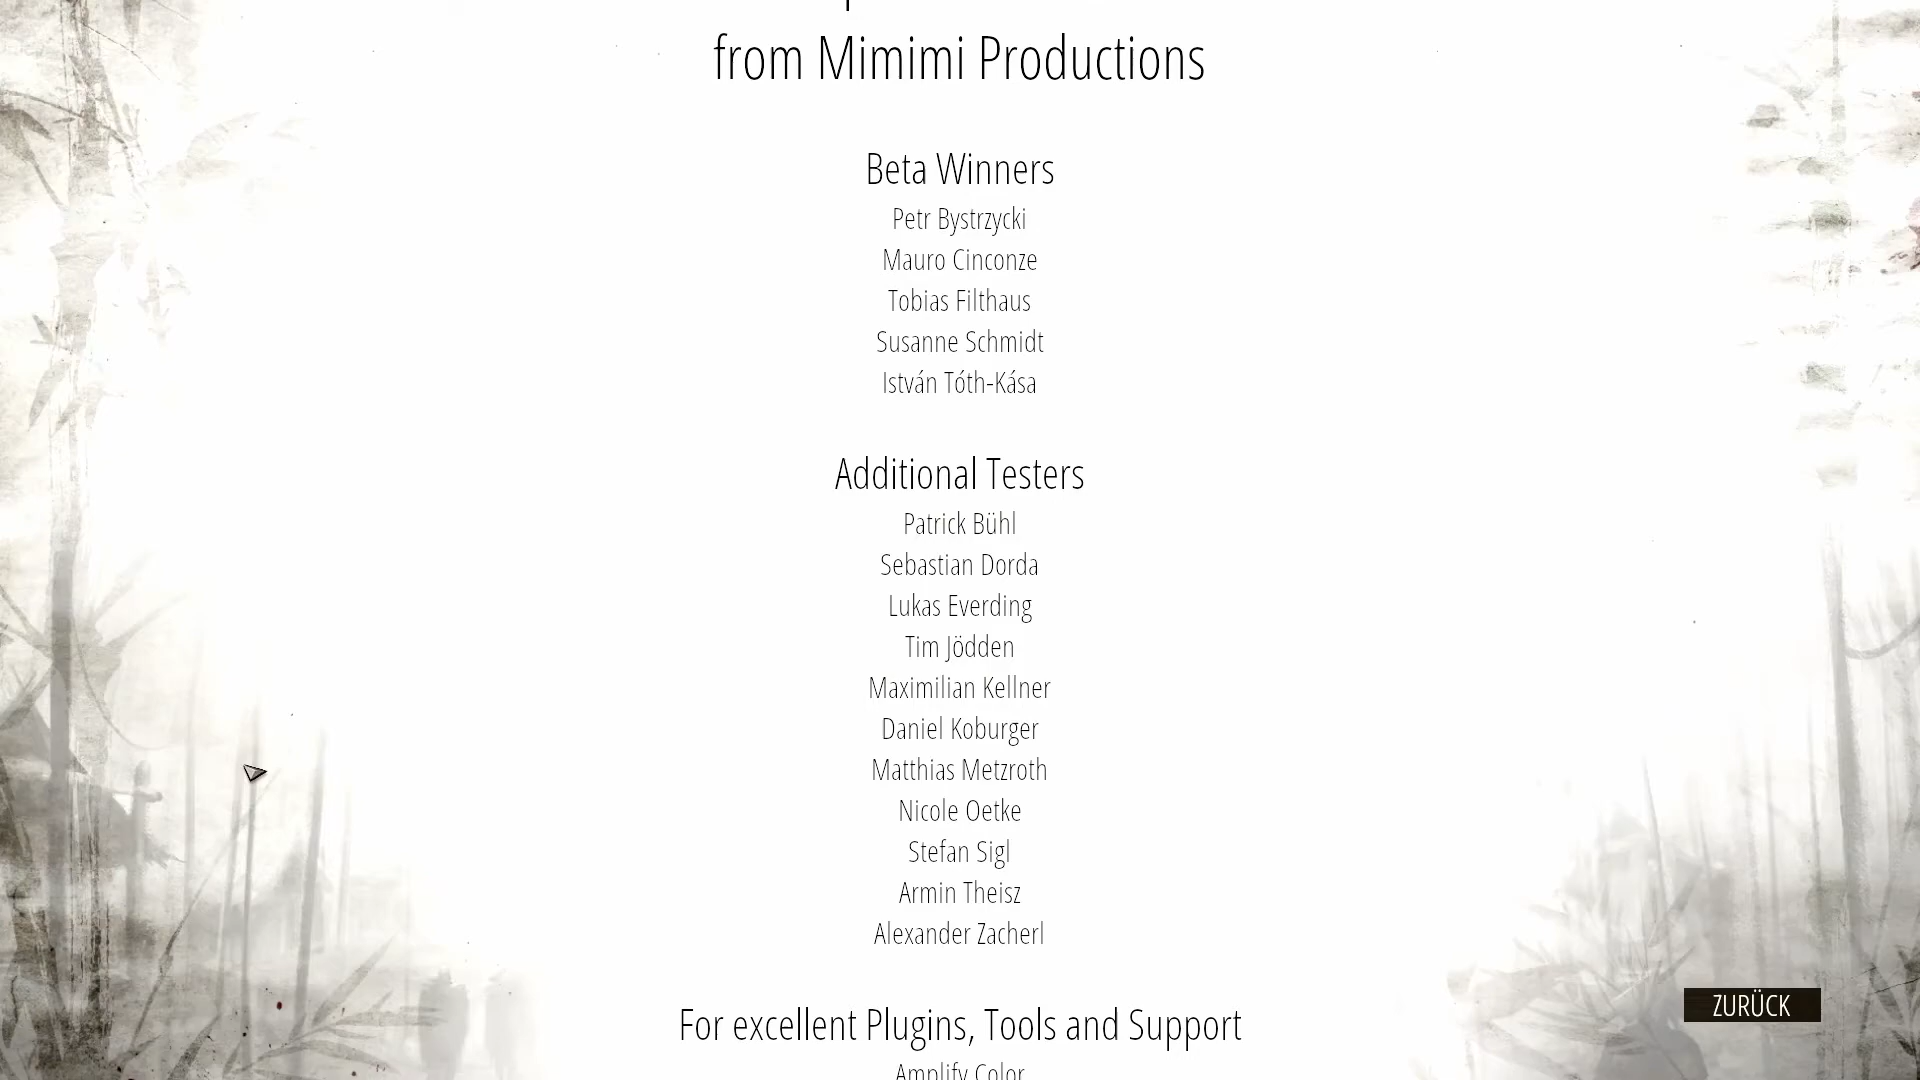 from Mimimi Productions
Beta Winners
Petr Bystrzycki
Mauro Cinconze
Tobias Filthaus
Susanne Schmidt
István Tóth-Kása
Additional Testers
Patrick Bühl
Sebastian Dorda
Lukas Everding
Tim Jödden
Maximilian Kellner
Daniel Koburger
Matthias Metzroth
Nicole Oetke
Stefan Sigl
Armin Theisz
Alexander Zacherl
For excellent Plugins, Tools and Support
Amplify Color
ZURÜCK